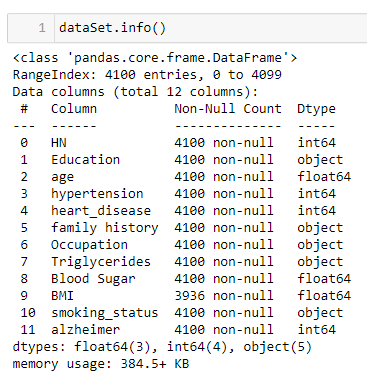 1 dataSet.info()
<class 'pandas.core.frame.DataFrame'>
RangeIndex: 4100 entries, 0 to 4099
Data columns (total 12 columns):
 #   Column          Non-Null Count  Dtype
---  ------          --------------  -----
 0   HN              4100 non-null   int64
 1   Education       4100 non-null   object
 2   age             4100 non-null   float64
 3   hypertension    4100 non-null   int64
 4   heart_disease   4100 non-null   int64
 5   family history  4100 non-null   object
 6   Occupation      4100 non-null   object
 7   Triglycerides   4100 non-null   object
 8   Blood Sugar     4100 non-null   float64
 9   BMI             3936 non-null   float64
 10  smoking_status  4100 non-null   object
 11  alzheimer       4100 non-null   int64
dtypes: float64(3), int64(4), object(5)
memory usage: 384.5+ KB